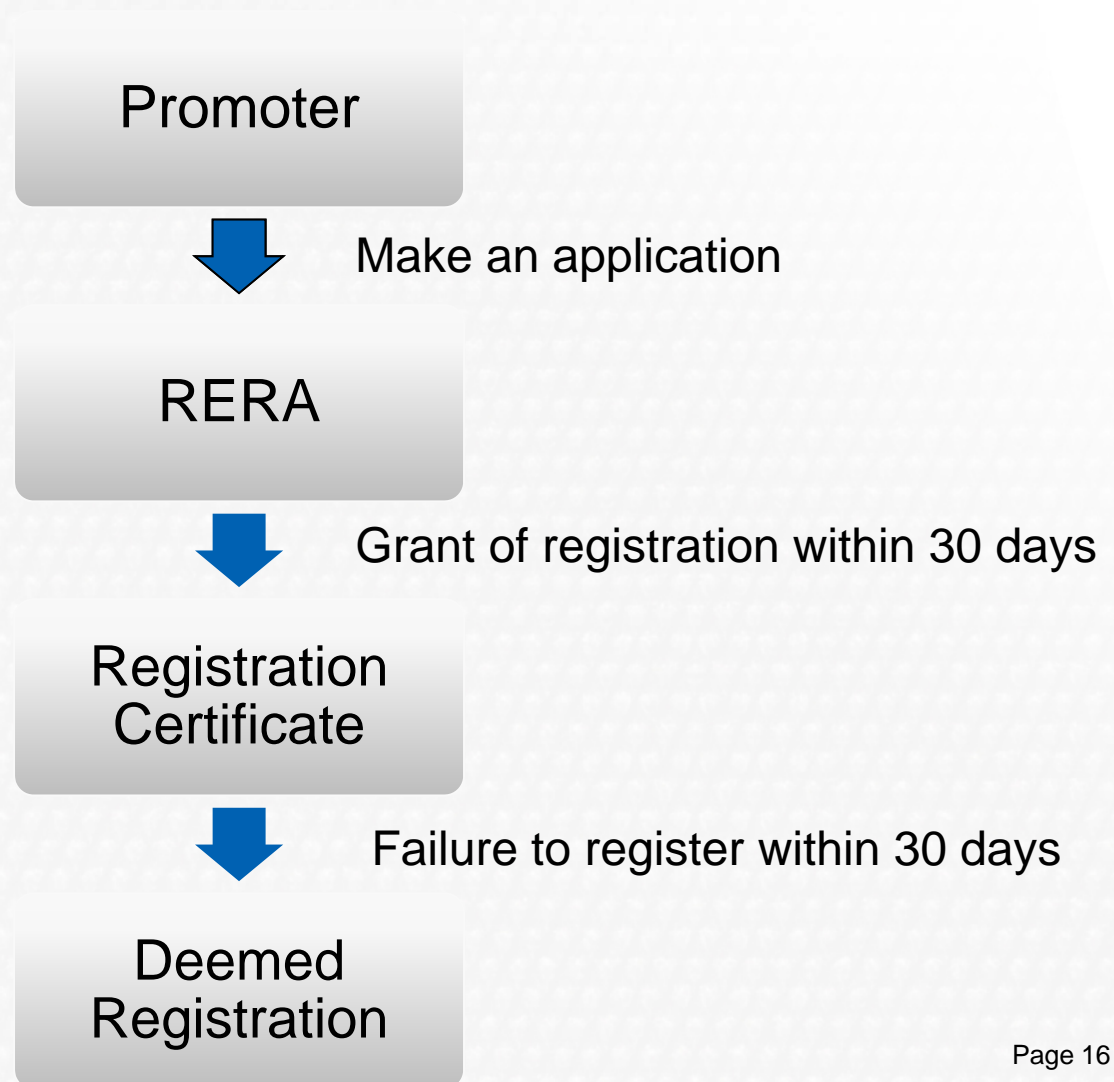 Promoter
Make an application
RERA
Grant of registration within 30 days
Registration
Certificate
Failure to register within 30 days
Deemed
Registration
Page 16